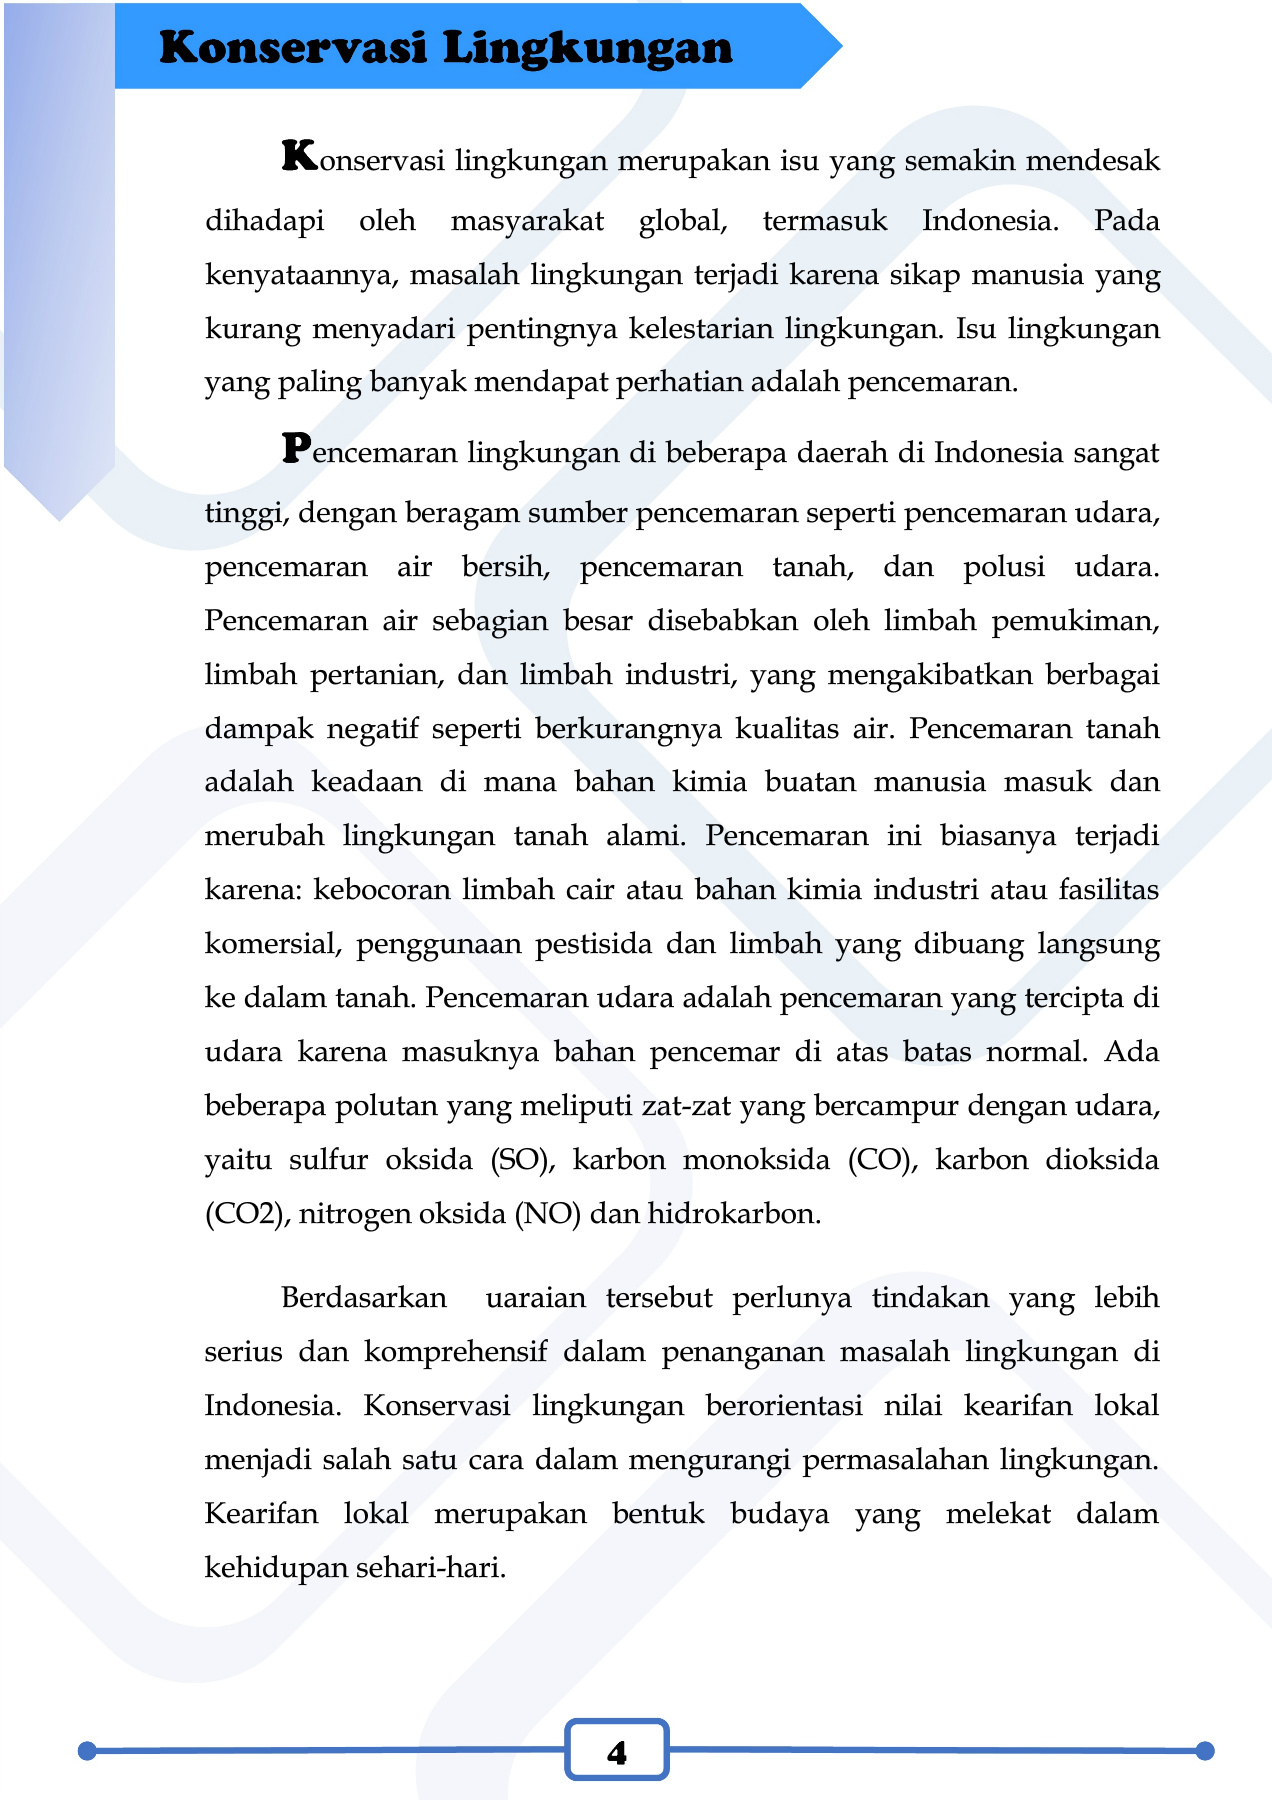 Konservasi Lingkungan
Konservasi lingkungan merupakan isu yang semakin mendesak
dihadapi oleh masyarakat global, termasuk Indonesia. Pada
kenyataannya, masalah lingkungan terjadi karena sikap manusia yang
kurang menyadari pentingnya kelestarian lingkungan. Isu lingkungan
yang paling banyak mendapat perhatian adalah pencemaran.
Pencemaran lingkungan di beberapa daerah di Indonesia sangat
tinggi, dengan beragam sumber pencemaran seperti pencemaran udara,
pencemaran air bersih, pencemaran tanah, dan polusi udara.
Pencemaran air sebagian besar disebabkan oleh limbah pemukiman,
limbah pertanian, dan limbah industri, yang mengakibatkan berbagai
dampak negatif seperti berkurangnya kualitas air. Pencemaran tanah
adalah keadaan di mana bahan kimia buatan manusia masuk dan
merubah lingkungan tanah alami. Pencemaran ini biasanya terjadi
karena: kebocoran limbah cair atau bahan kimia industri atau fasilitas
komersial, penggunaan pestisida dan limbah yang dibuang langsung
ke dalam tanah. Pencemaran udara adalah pencemaran yang tercipta di
udara karena masuknya bahan pencemar di atas batas normal. Ada
beberapa polutan yang meliputi zat-zat yang bercampur dengan udara,
yaitu sulfur oksida (SO), karbon monoksida (CO), karbon dioksida
(CO2), nitrogen oksida (NO) dan hidrokarbon.
Berdasarkan uaraian tersebut perlunya tindakan yang lebih
serius dan komprehensif dalam penanganan masalah lingkungan di
Indonesia. Konservasi lingkungan berorientasi nilai kearifan lokal
menjadi salah satu cara dalam mengurangi permasalahan lingkungan.
Kearifan lokal merupakan bentuk budaya yang melekat dalam
kehidupan sehari-hari.
4